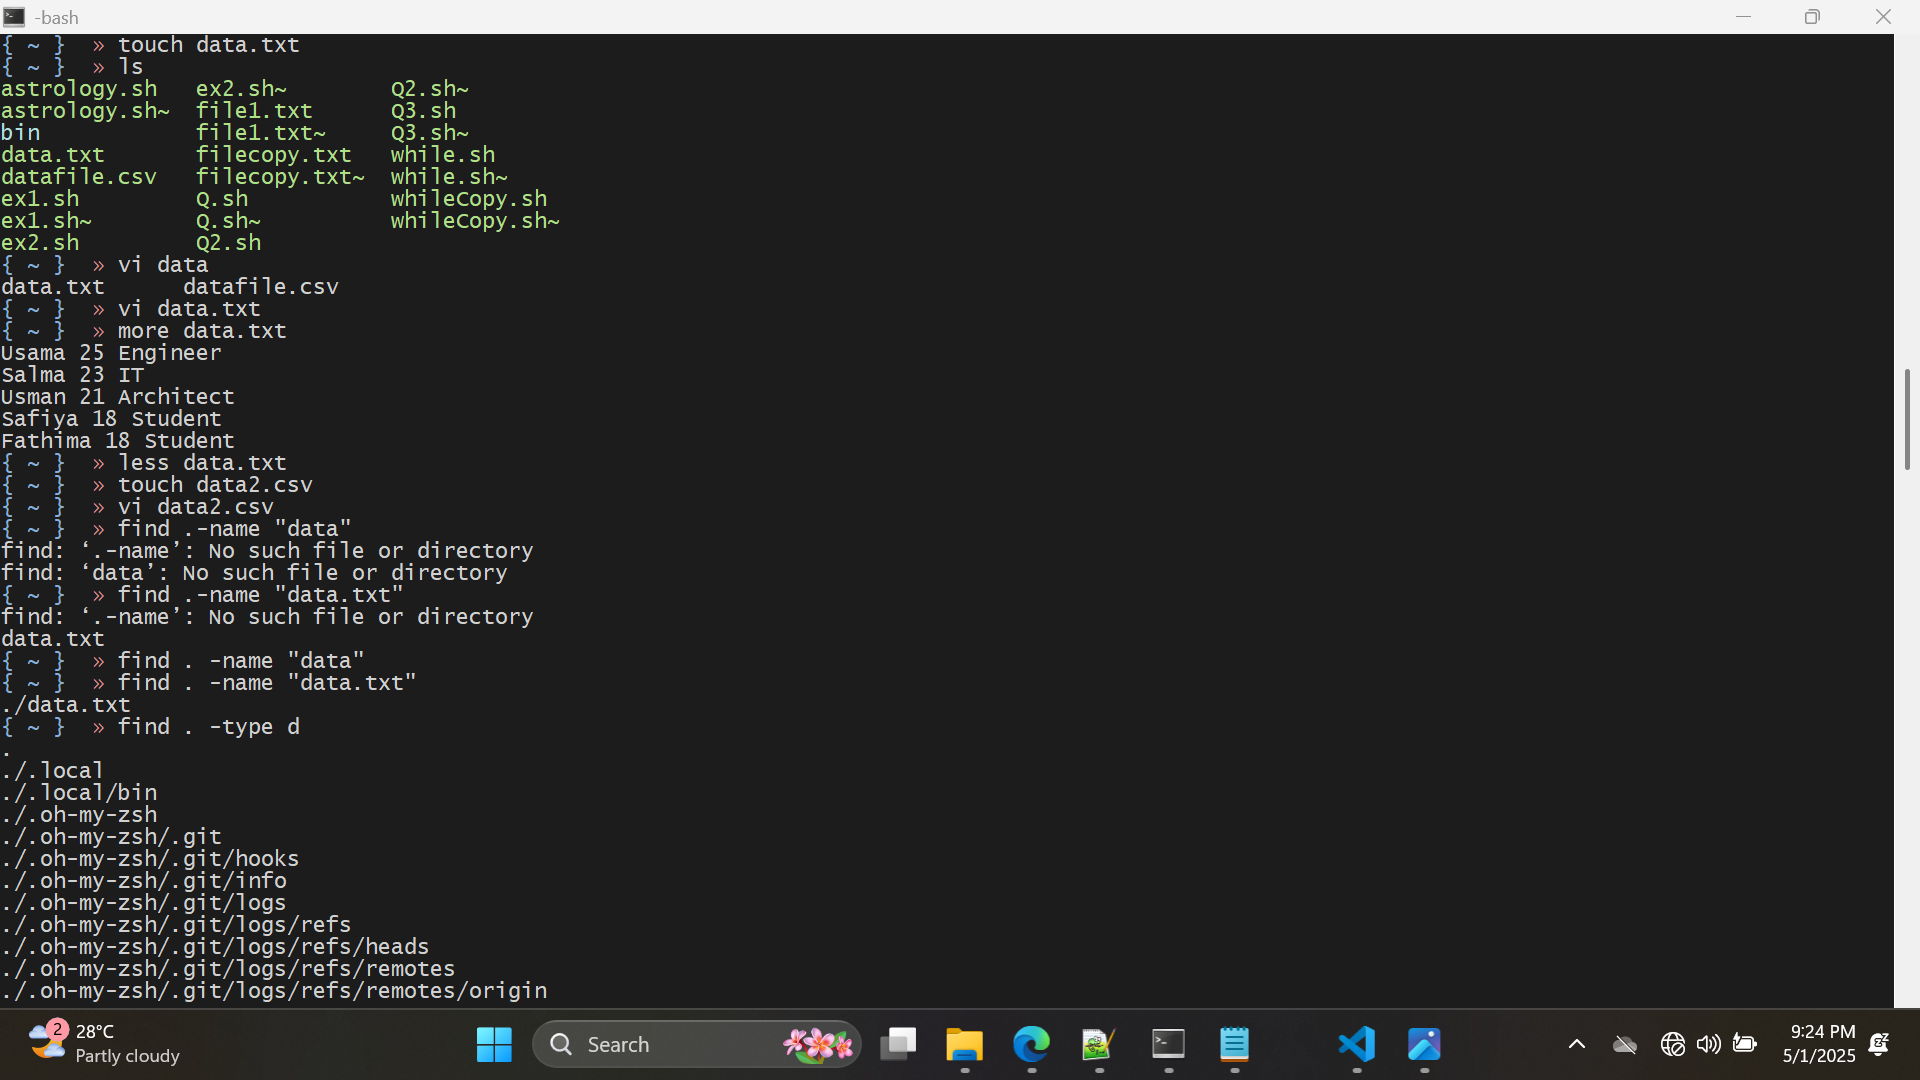 -bash
{ ~ }  » touch data.txt
{ ~ }  » ls
astrology.sh   ex2.sh~        Q2.sh~
astrology.sh~  file1.txt      Q3.sh
bin            file1.txt~     Q3.sh~
data.txt       filecopy.txt   while.sh
datafile.csv   filecopy.txt~  while.sh~
ex1.sh         Q.sh           whileCopy.sh
ex1.sh~        Q.sh~          whileCopy.sh~
ex2.sh         Q2.sh
{ ~ }  » vi data
data.txt      datafile.csv
{ ~ }  » vi data.txt
{ ~ }  » more data.txt
Usama 25 Engineer
Salma 23 IT
Usman 21 Architect
Safiya 18 Student
Fathima 18 Student
{ ~ }  » less data.txt
{ ~ }  » touch data2.csv
{ ~ }  » vi data2.csv
{ ~ }  » find .-name "data"
find: ‘.-name’: No such file or directory
find: ‘data’: No such file or directory
{ ~ }  » find .-name "data.txt"
find: ‘.-name’: No such file or directory
data.txt
{ ~ }  » find . -name "data"
{ ~ }  » find . -name "data.txt"
./data.txt
{ ~ }  » find . -type d
.
./.local
./.local/bin
./.oh-my-zsh
./.oh-my-zsh/.git
./.oh-my-zsh/.git/hooks
./.oh-my-zsh/.git/info
./.oh-my-zsh/.git/logs
./.oh-my-zsh/.git/logs/refs
./.oh-my-zsh/.git/logs/refs/heads
./.oh-my-zsh/.git/logs/refs/remotes
./.oh-my-zsh/.git/logs/refs/remotes/origin
2
28°C
Partly cloudy
Search
9:24 PM
5/1/2025